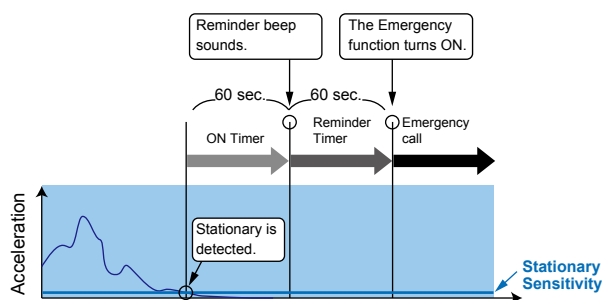 Reminder beep
sounds.
The Emergency
function turns ON.
60 sec.
60 sec.
ON Timer
Reminder
Timer
Emergency
call
Acceleration
Stationary is
detected.
Stationary
Sensitivity